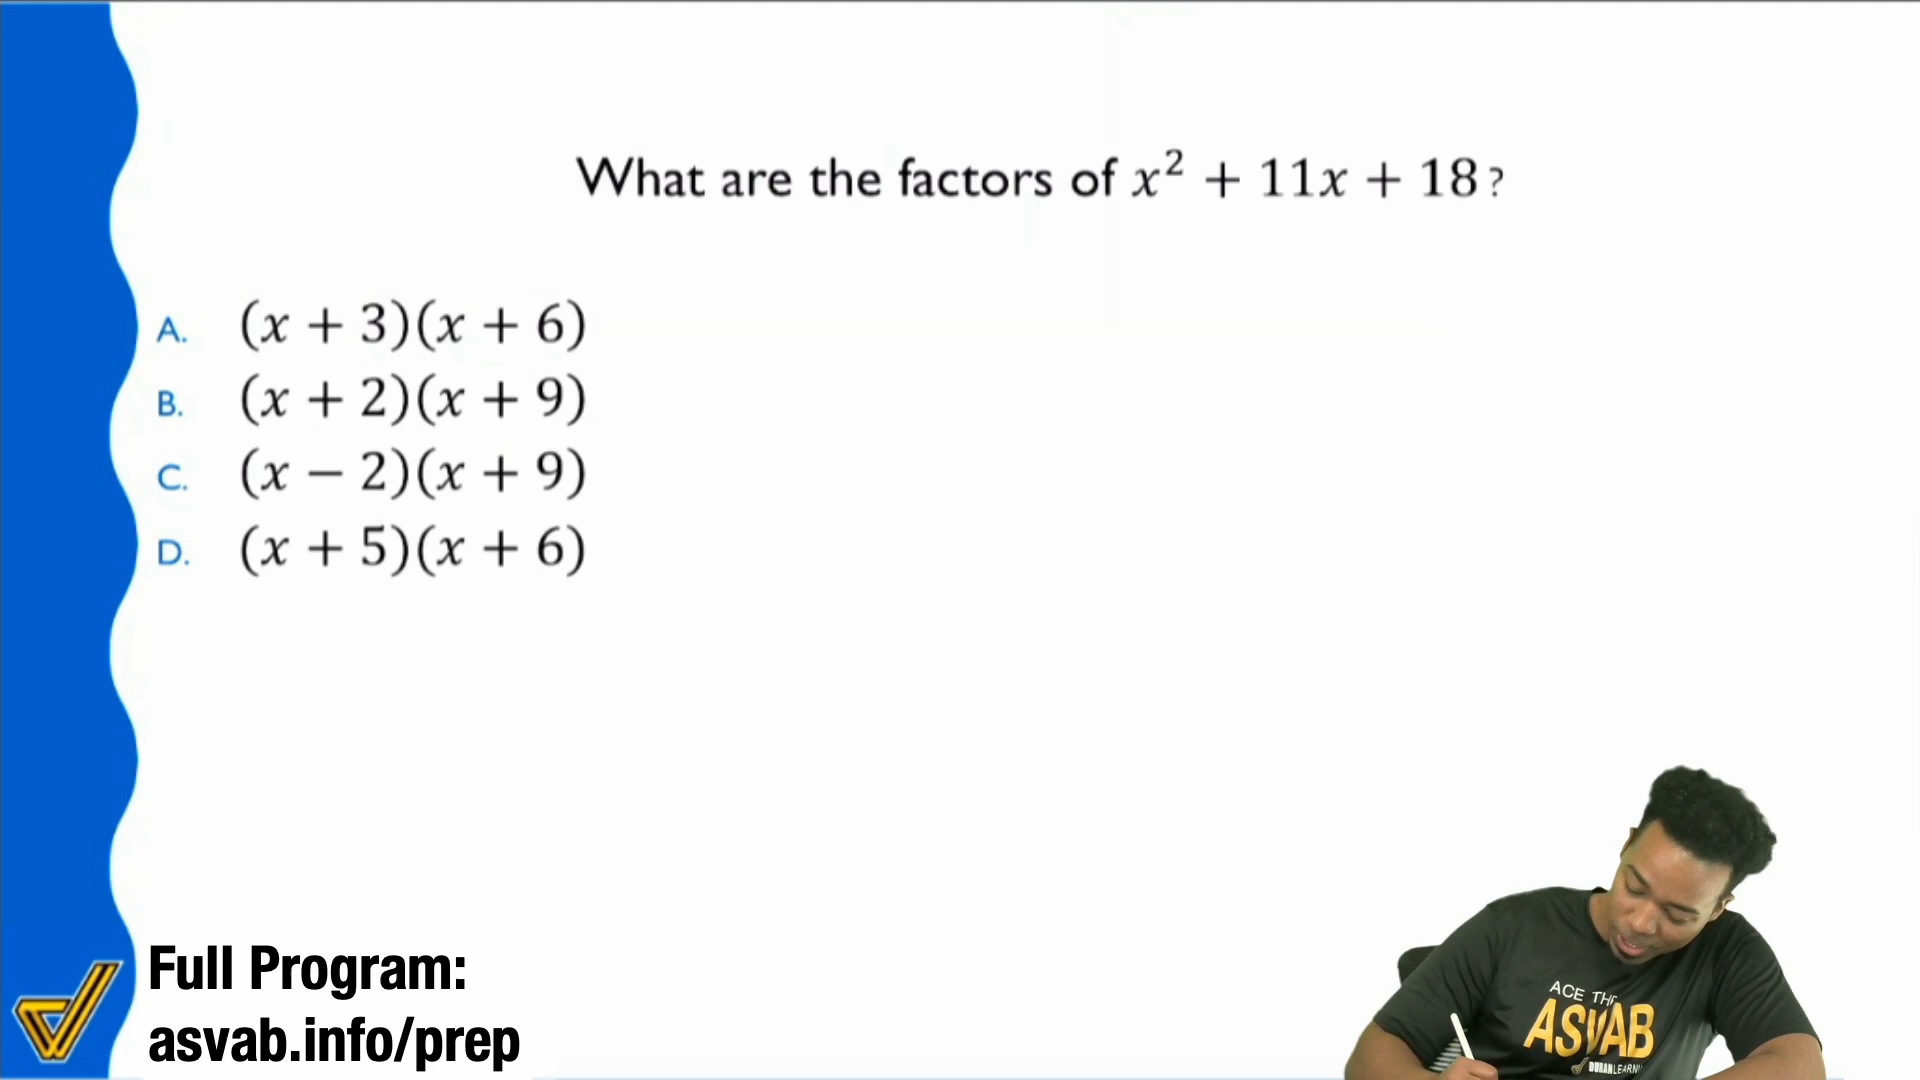 What are the factors of x² + 11x + 18?
A. (x + 3)(x + 6)
B. (x + 2)(x + 9)
C. (x − 2)(x + 9)
D. (x + 5)(x + 6)
Full Program:
asvab.info/prep
ACE THE
ASVAB